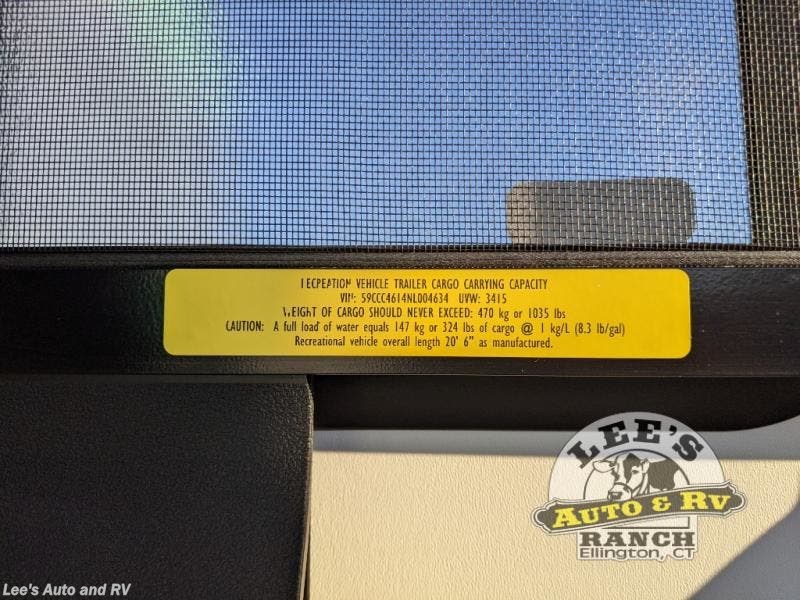 RECREATION VEHICLE TRAILER CARGO CARRYING CAPACITY
VIN: 59CCC4614NL004634 UVW: 3415
WEIGHT OF CARGO SHOULD NEVER EXCEED: 470 kg or 1035 lbs
CAUTION: A full load of water equals 147 kg or 324 lbs of cargo @ 1 kg/L (8.3 lb/gal)
Recreational vehicle overall length 20' 6" as manufactured.
LEE'S
AUTO & RV
RANCH
Ellington, CT
Lee's Auto and RV